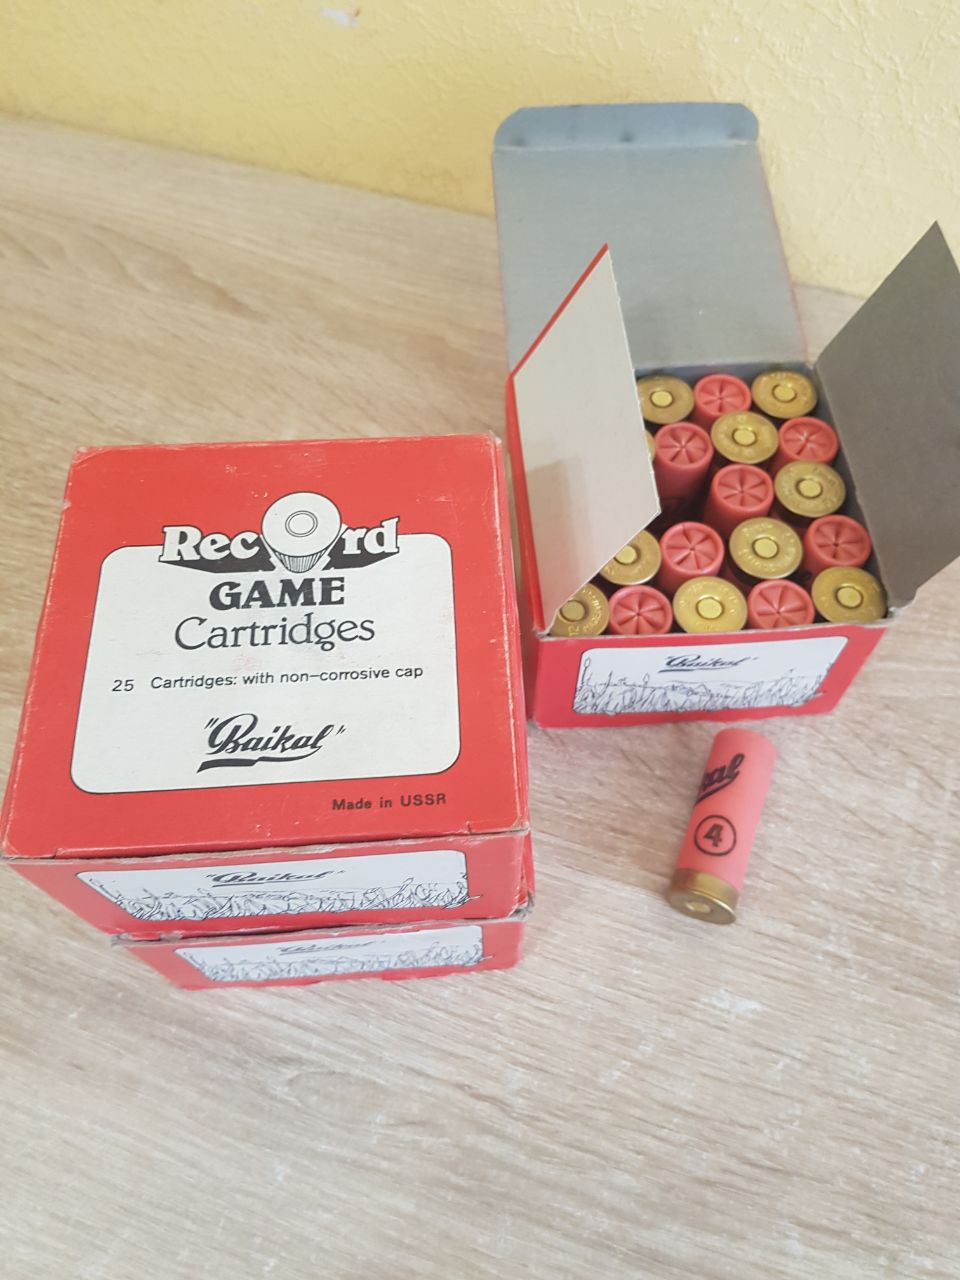 Record
GAME
Cartridges
25 Cartridges: with non-corrosive cap
"Baikal"
Made in USSR
"Baikal"
"Baikal"
"Baikal"
4